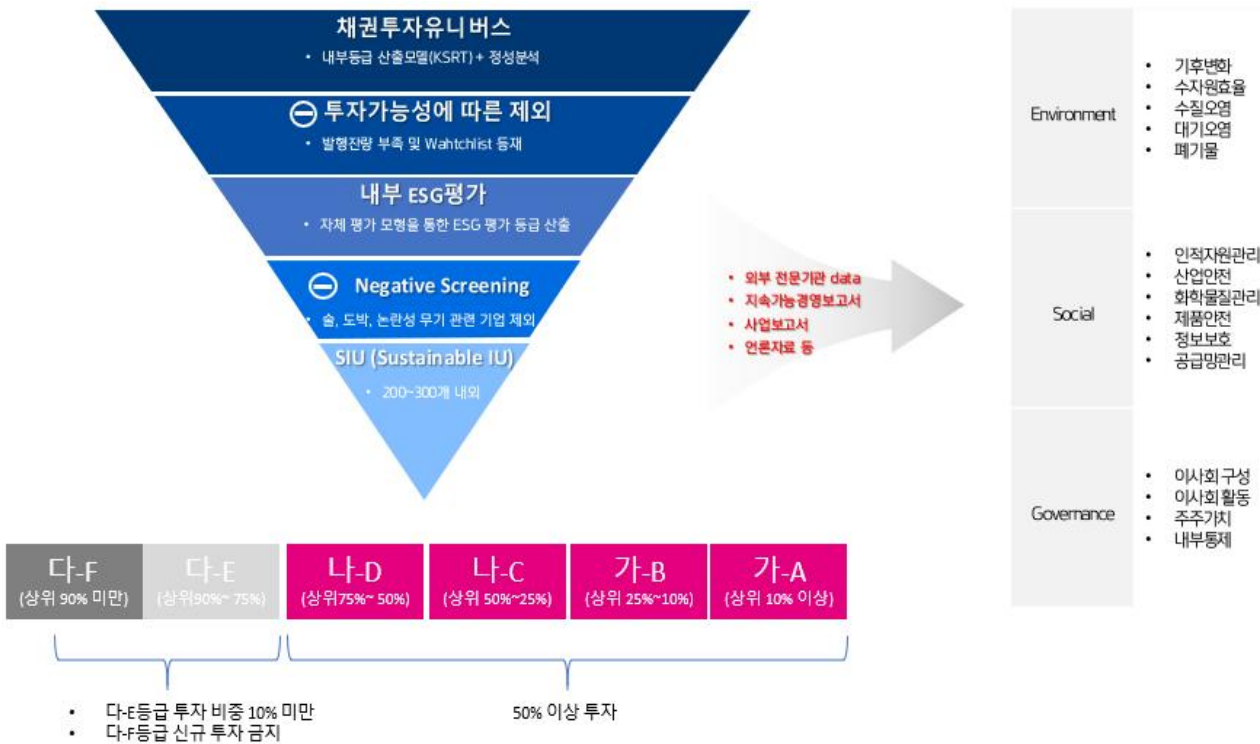 채권투자유니버스
• 내부등급 산출모델(KSRT) + 정성분석
투자가능성에 따른 제외
• 발행잔량 부족 및 Wahtchlist 등재
내부 ESG평가
• 자체 평가 모형을 통한 ESG 평가 등급 산출
Negative Screening
• 술, 도박, 논란성 무기 관련 기업 제외
SIU (Sustainable IU)
• 200~300개 내외
• 외부 전문기관 data
• 지속가능경영보고서
• 사업보고서
• 언론자료 등
Environment
• 기후변화
• 수자원효율
• 수질오염
• 대기오염
• 폐기물
Social
• 인적자원관리
• 산업안전
• 화학물질관리
• 제품안전
• 정보보호
• 공급망관리
Governance
• 이사회 구성
• 이사회 활동
• 주주가치
• 내부통제
다-F
(상위 90% 미만)
다-E
(상위90%~ 75%)
나-D
(상위75%~ 50%)
나-C
(상위 50%~25%)
가-B
(상위 25%~10%)
가-A
(상위 10% 이상)
• 다-E등급 투자 비중 10% 미만
• 다-F등급 신규 투자 금지
50% 이상 투자